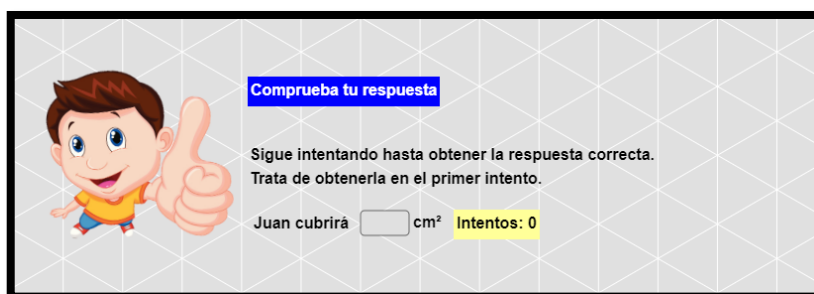 Comprueba tu respuesta
Sigue intentando hasta obtener la respuesta correcta.
Trata de obtenerla en el primer intento.
Juan cubrirá cm² Intentos: 0